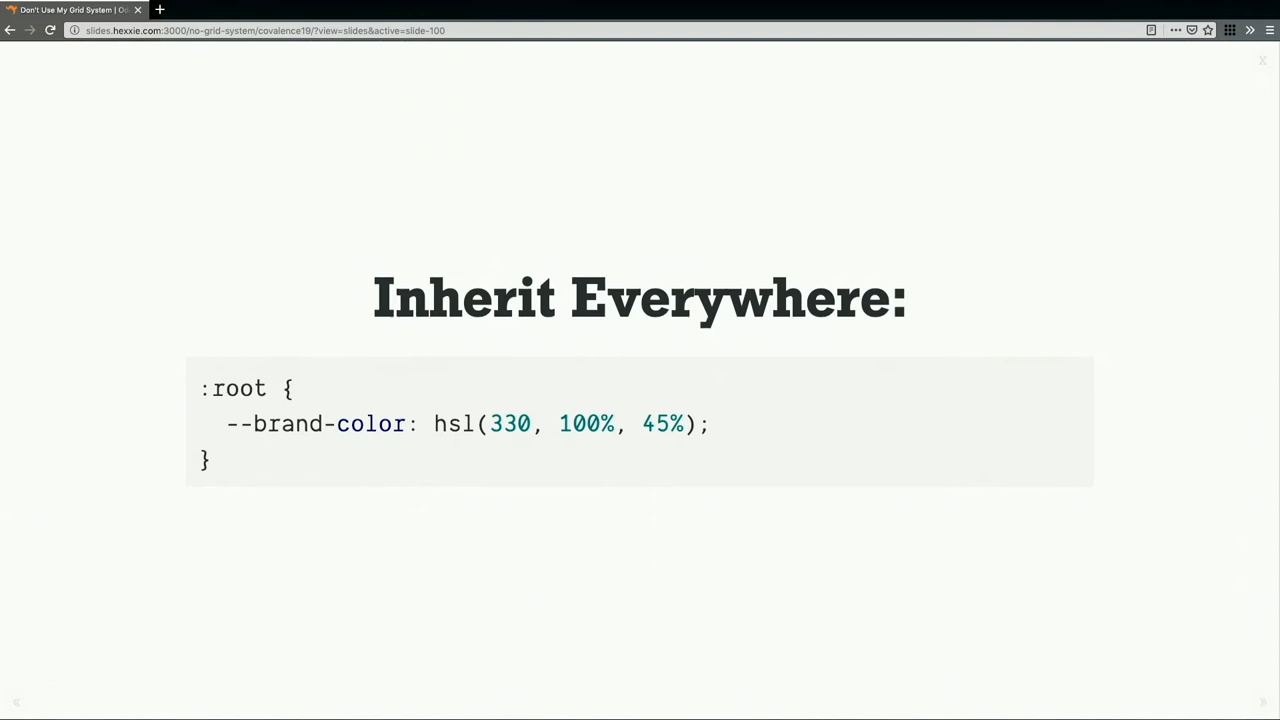 Don't Use My Grid System | Od
slides.hexxie.com:3000/no-grid-system/covalence19/?view=slides&active=slide-100
X
Inherit Everywhere:
:root {
  --brand-color: hsl(330, 100%, 45%);
}
« »